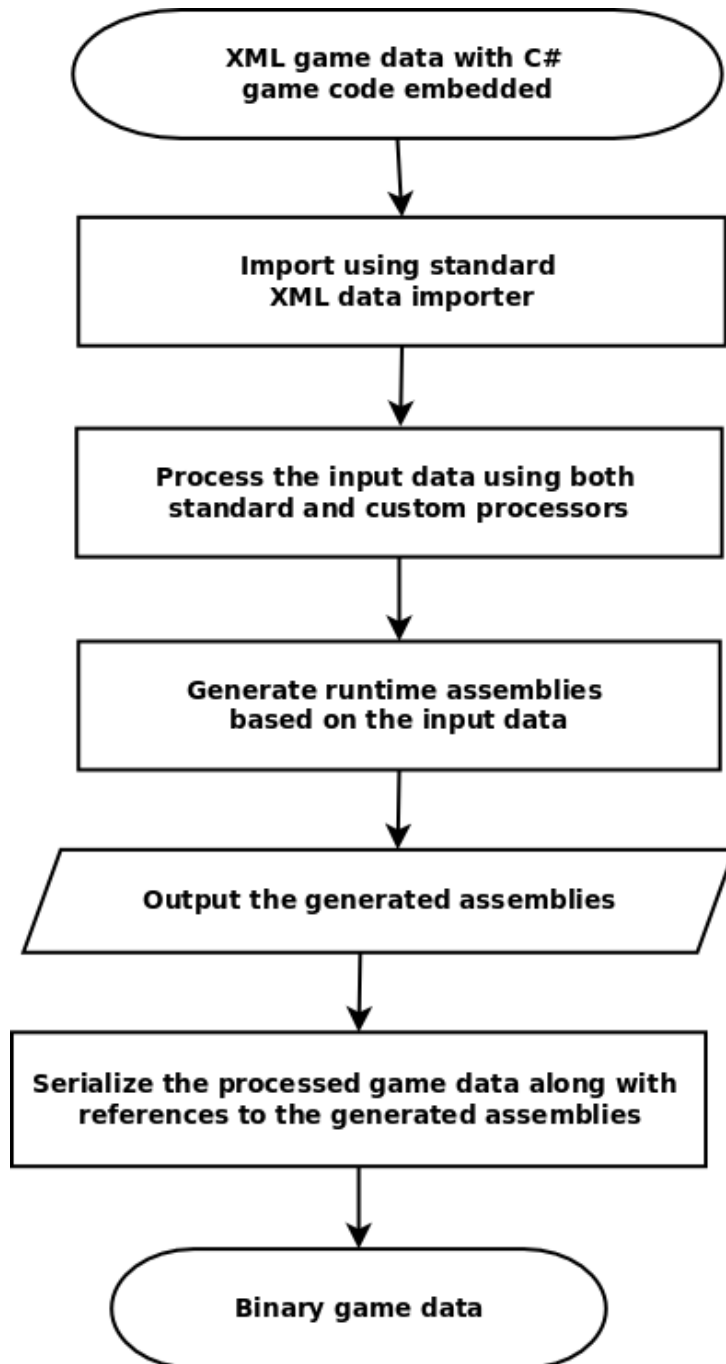 XML game data with C#
game code embedded
Import using standard
XML data importer
Process the input data using both
standard and custom processors
Generate runtime assemblies
based on the input data
Output the generated assemblies
Serialize the processed game data along with
references to the generated assemblies
Binary game data